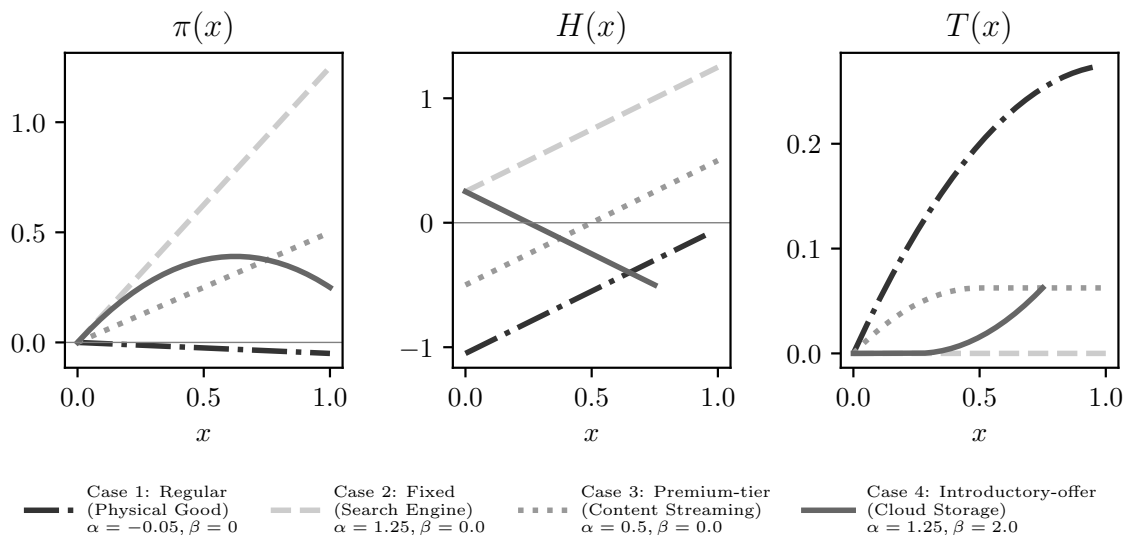 π(x)
H(x)
T(x)
1.0
0.5
0.0
0.0
0.5
1.0
x
1
0
−1
0.0
0.5
1.0
x
0.2
0.1
0.0
0.0
0.5
1.0
x
Case 1: Regular
(Physical Good)
α = −0.05, β = 0
Case 2: Fixed
(Search Engine)
α = 1.25, β = 0.0
Case 3: Premium-tier
(Content Streaming)
α = 0.5, β = 0.0
Case 4: Introductory-offer
(Cloud Storage)
α = 1.25, β = 2.0